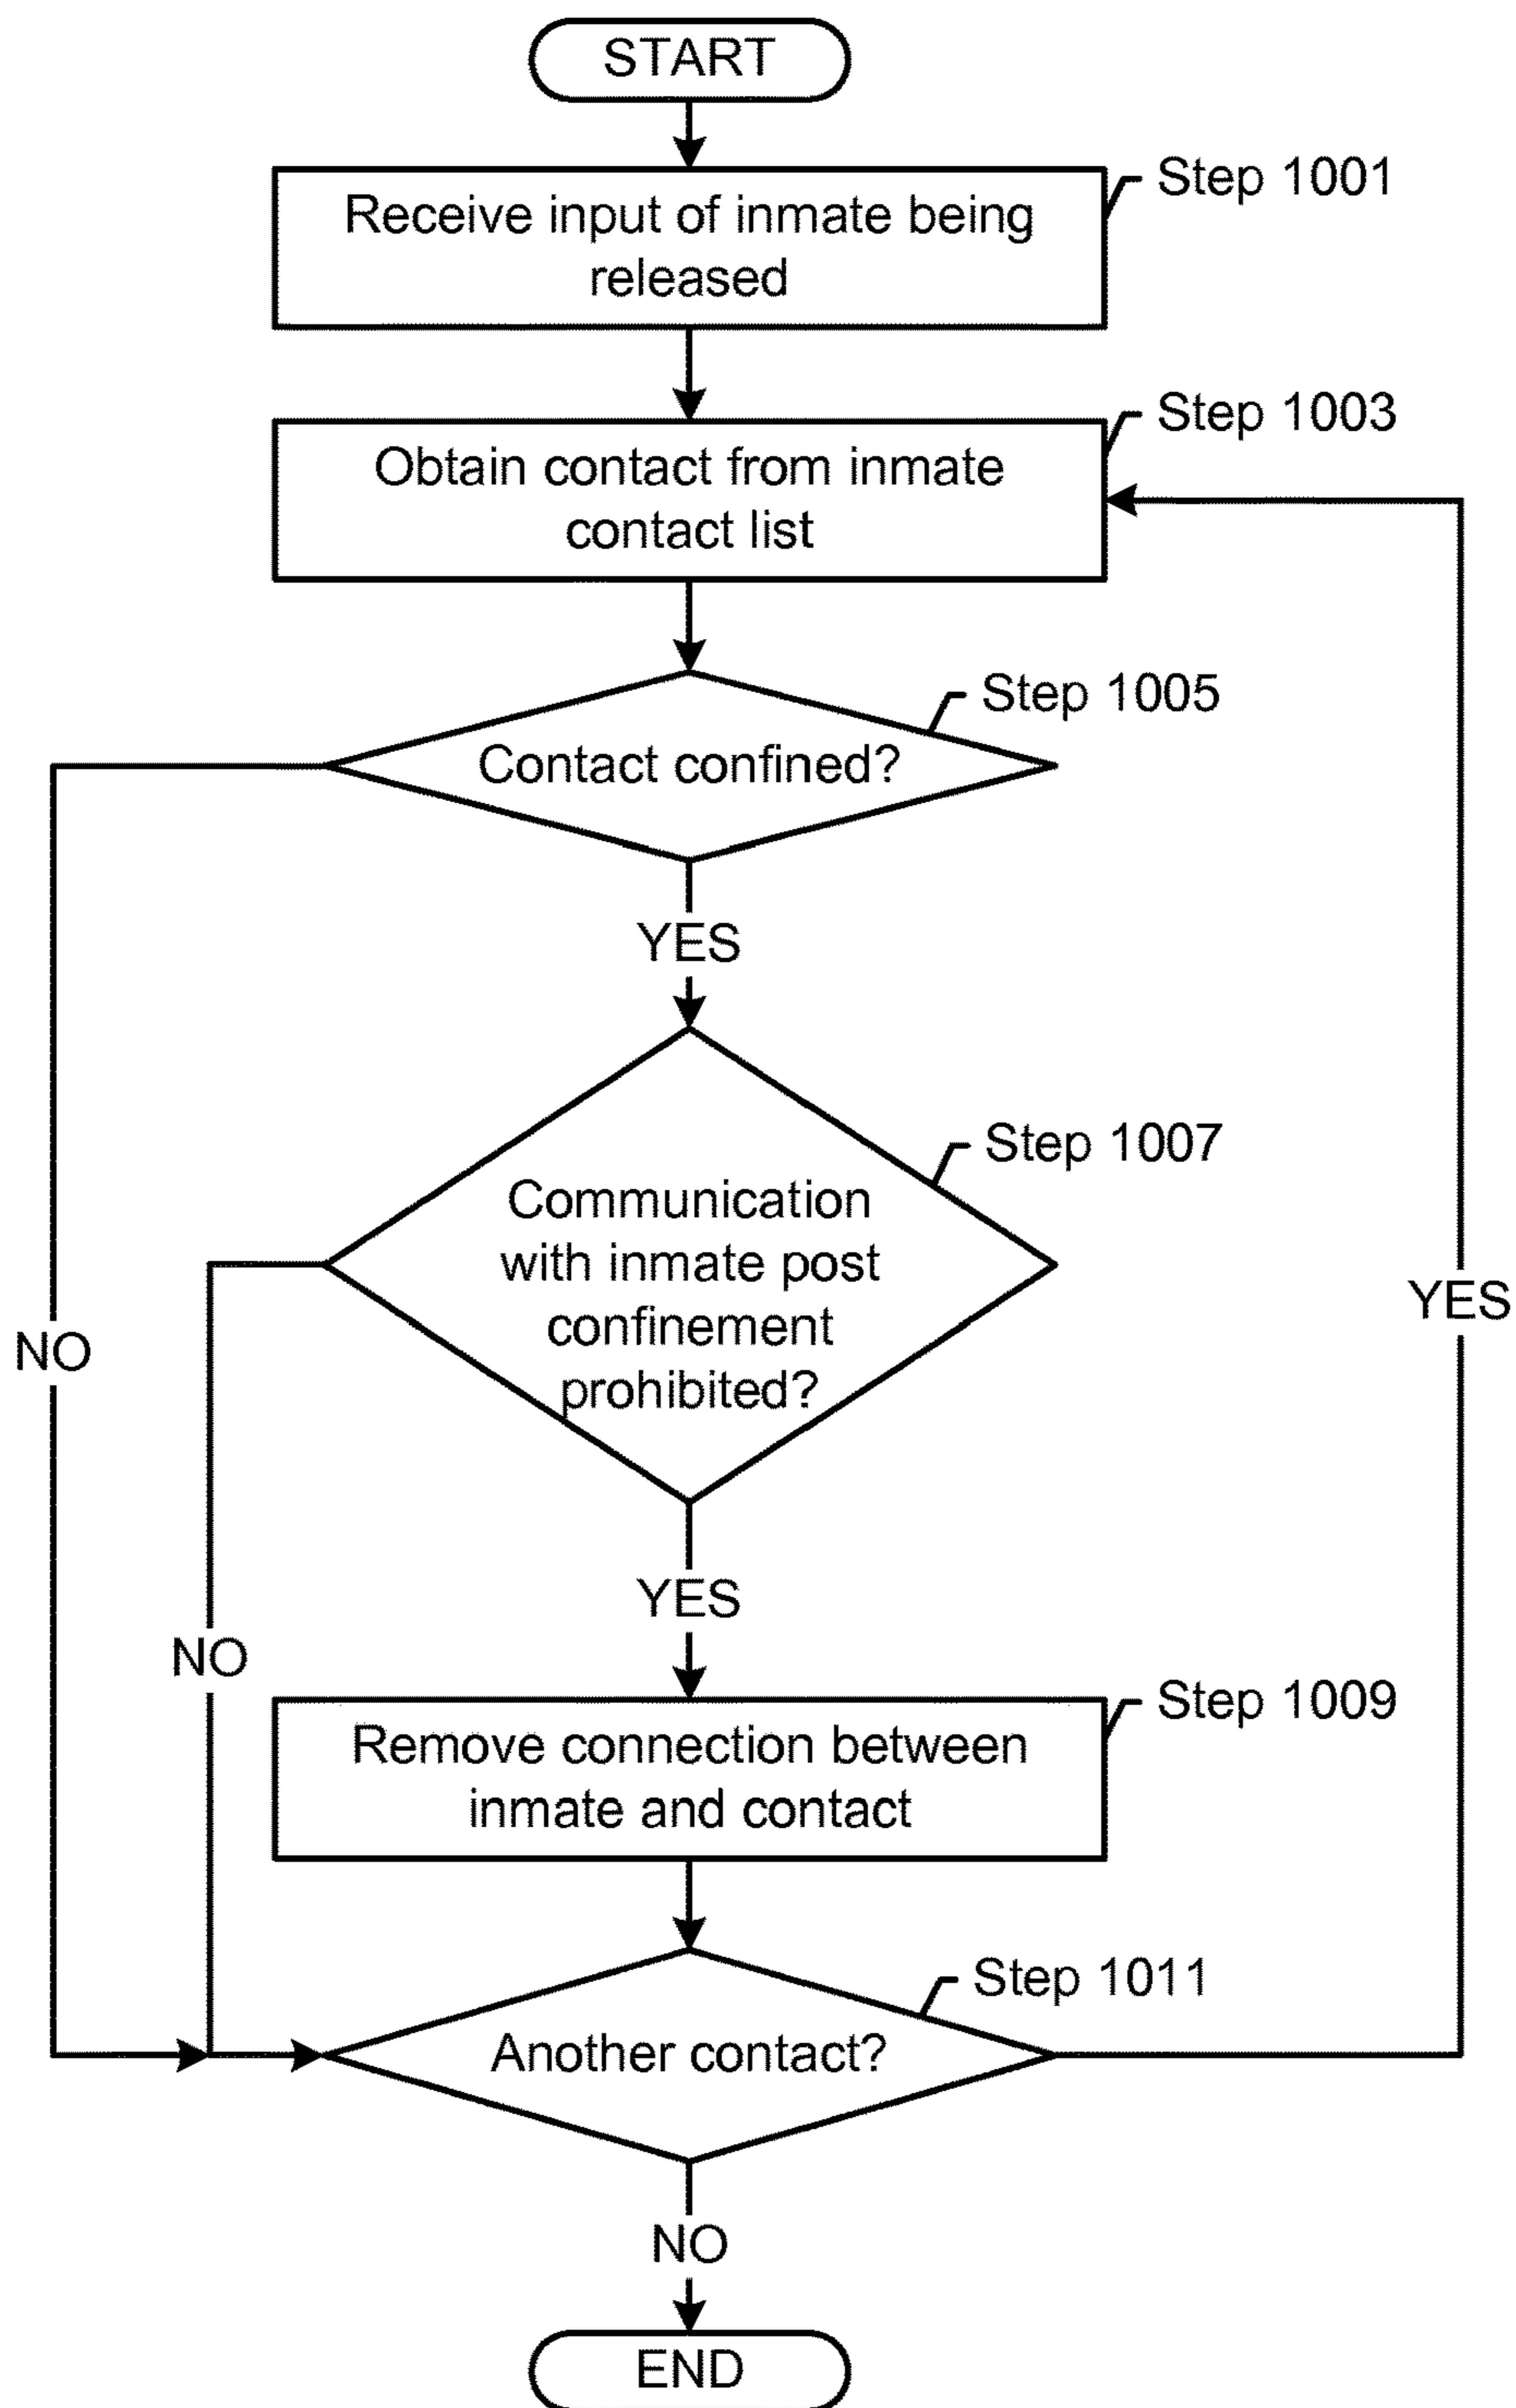 START
Step 1001
Receive input of inmate being
released
Step 1003
Obtain contact from inmate
contact list
Step 1005
Contact confined?
YES
Step 1007
Communication
with inmate post
confinement
prohibited?
YES
NO
YES
NO
Step 1009
Remove connection between
inmate and contact
Step 1011
Another contact?
NO
END